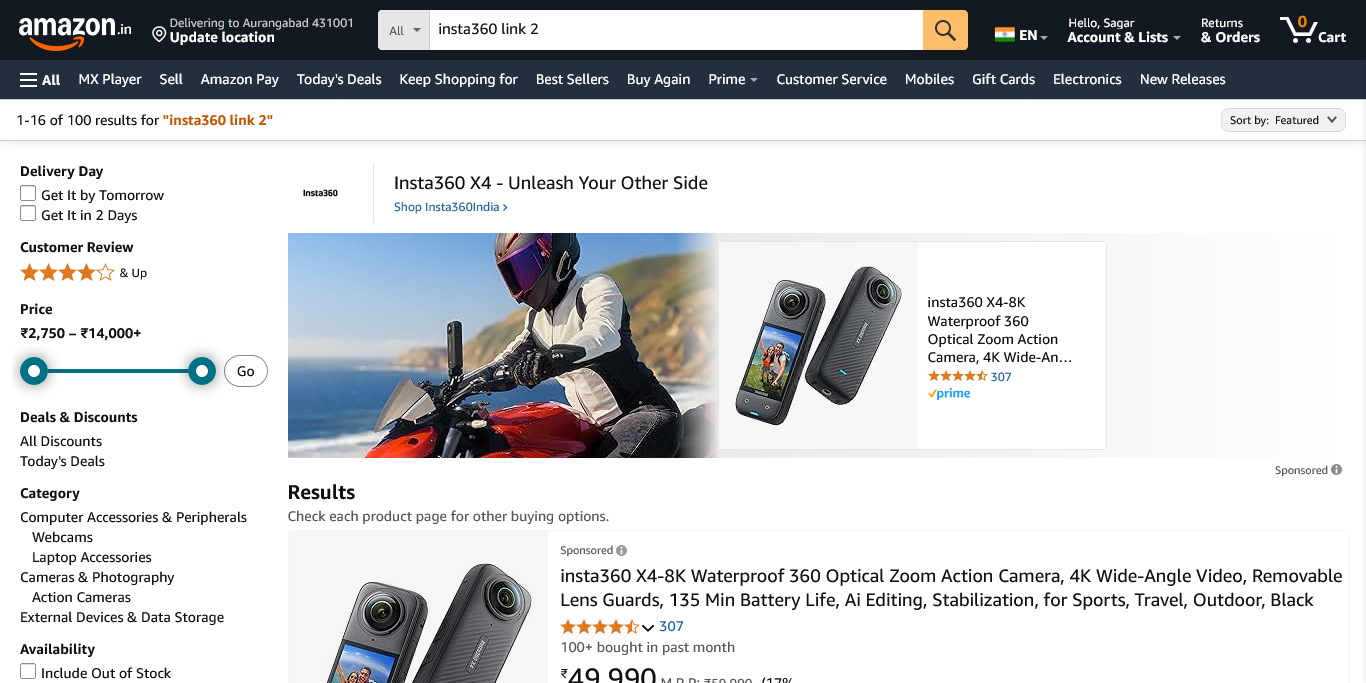 amazon.in
Delivering to Aurangabad 431001
Update location
All
insta360 link 2
EN
Hello, Sagar
Account & Lists
Returns
& Orders
0
Cart
All
MX Player
Sell
Amazon Pay
Today's Deals
Keep Shopping for
Best Sellers
Buy Again
Prime
Customer Service
Mobiles
Gift Cards
Electronics
New Releases
1-16 of 100 results for "insta360 link 2"
Sort by: Featured
Delivery Day
Get It by Tomorrow
Get It in 2 Days
Customer Review
& Up
Price
₹2,750 – ₹14,000+
Go
Deals & Discounts
All Discounts
Today's Deals
Category
Computer Accessories & Peripherals
Webcams
Laptop Accessories
Cameras & Photography
Action Cameras
External Devices & Data Storage
Availability
Include Out of Stock
Insta360
Insta360 X4 - Unleash Your Other Side
Shop Insta360India ›
insta360 X4-8K
Waterproof 360
Optical Zoom Action
Camera, 4K Wide-An…
307
prime
Sponsored
Results
Check each product page for other buying options.
Sponsored
insta360 X4-8K Waterproof 360 Optical Zoom Action Camera, 4K Wide-Angle Video, Removable
Lens Guards, 135 Min Battery Life, Ai Editing, Stabilization, for Sports, Travel, Outdoor, Black
307
100+ bought in past month
₹49,990 M.R.P: ₹59,990 (17%